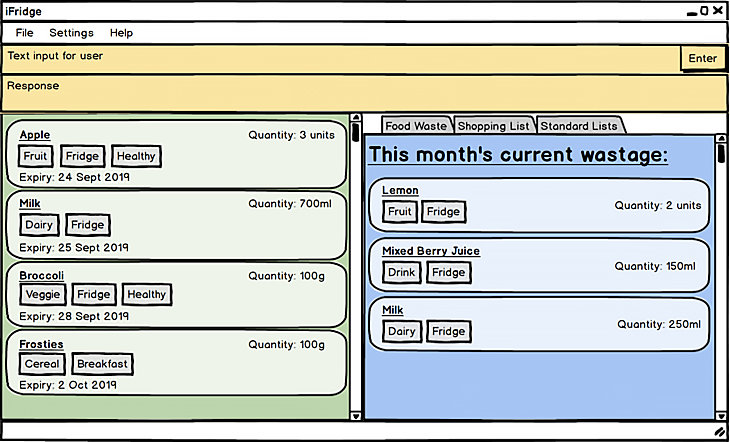 iFridge
File Settings Help
Text input for user
Enter
Response
Apple
Quantity: 3 units
Fruit Fridge Healthy
Expiry: 24 Sept 2019
Milk
Quantity: 700ml
Dairy Fridge
Expiry: 25 Sept 2019
Broccoli
Quantity: 100g
Veggie Fridge Healthy
Expiry: 28 Sept 2019
Frosties
Quantity: 100g
Cereal Breakfast
Expiry: 2 Oct 2019
Food Waste Shopping List Standard Lists
This month's current wastage:
Lemon
Quantity: 2 units
Fruit Fridge
Mixed Berry Juice
Quantity: 150ml
Drink Fridge
Milk
Quantity: 250ml
Dairy Fridge